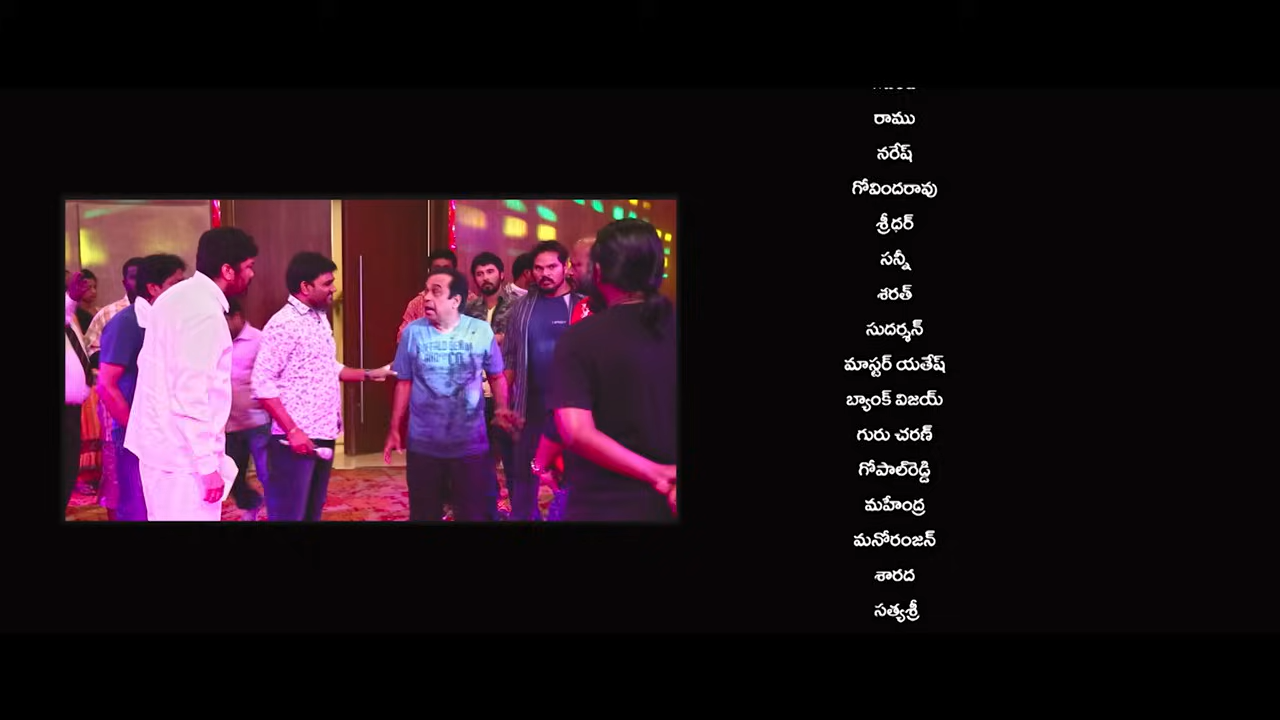 రాము
నరేష్
గోవిందరావు
శ్రీధర్
సన్నీ
శరత్
సుదర్శన్
మాస్టర్ యతేష్
బ్యాంక్ విజయ్
గురు చరణ్
గోపాల్‌రెడ్డి
మహేంద్ర
మనోరంజన్
శారద
సత్యశ్రీ